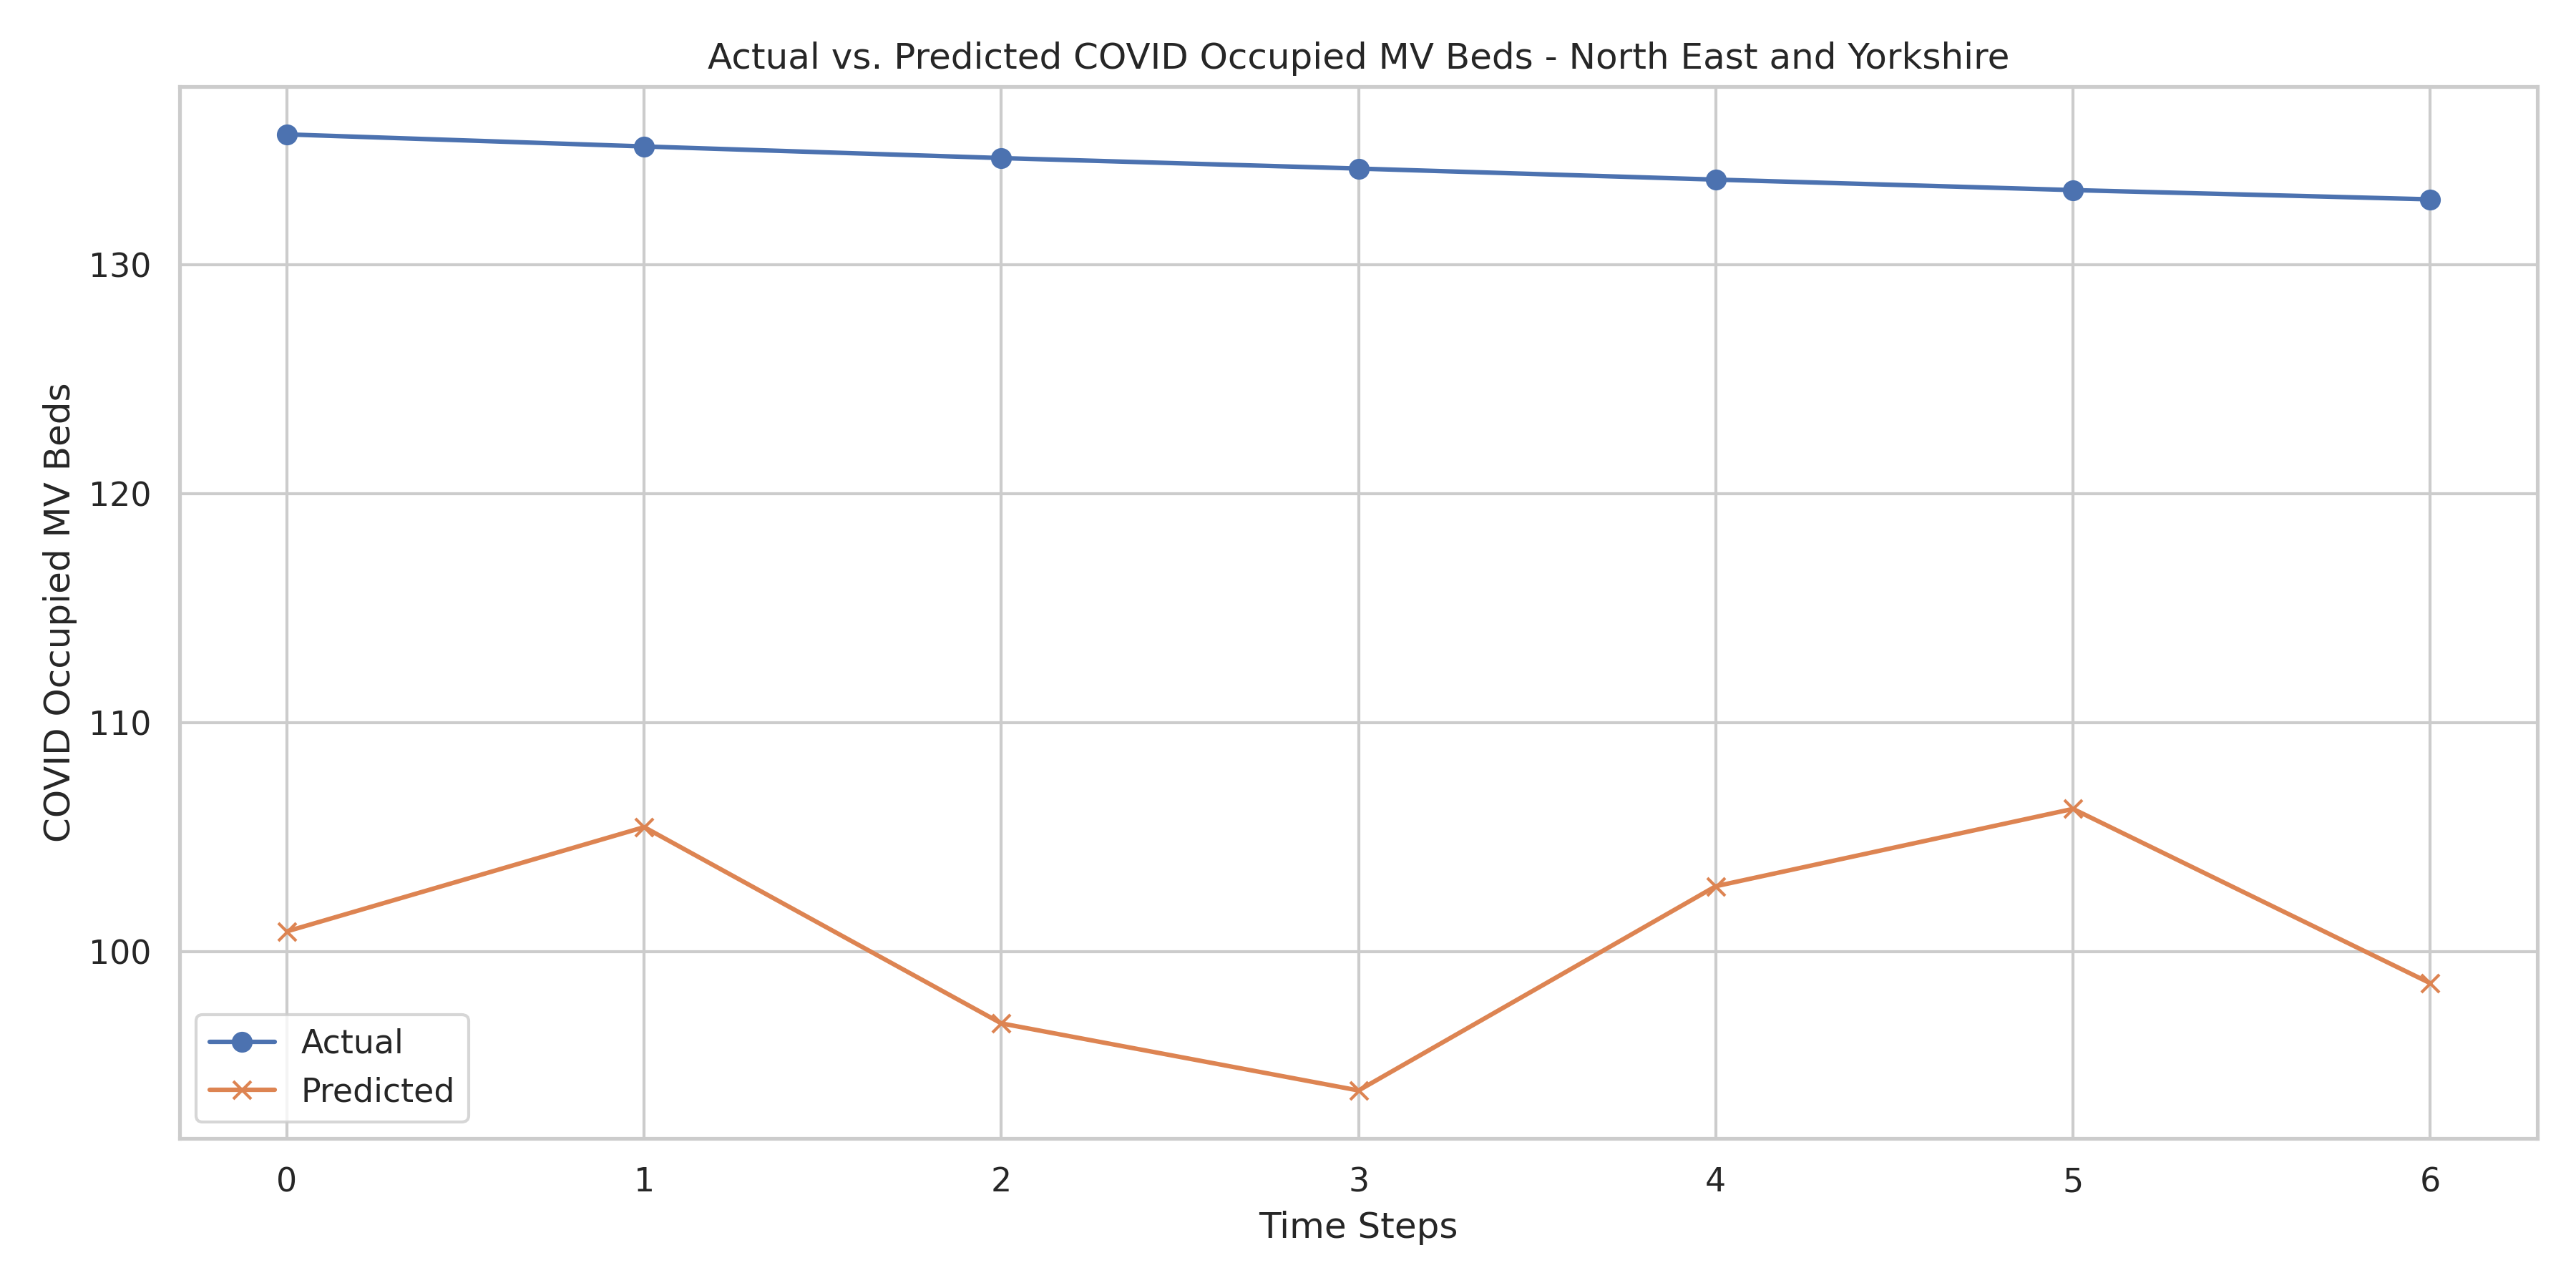 Actual vs. Predicted COVID Occupied MV Beds - North East and Yorkshire
COVID Occupied MV Beds
130
120
110
100
Actual
Predicted
0 1 2 3 4 5 6
Time Steps